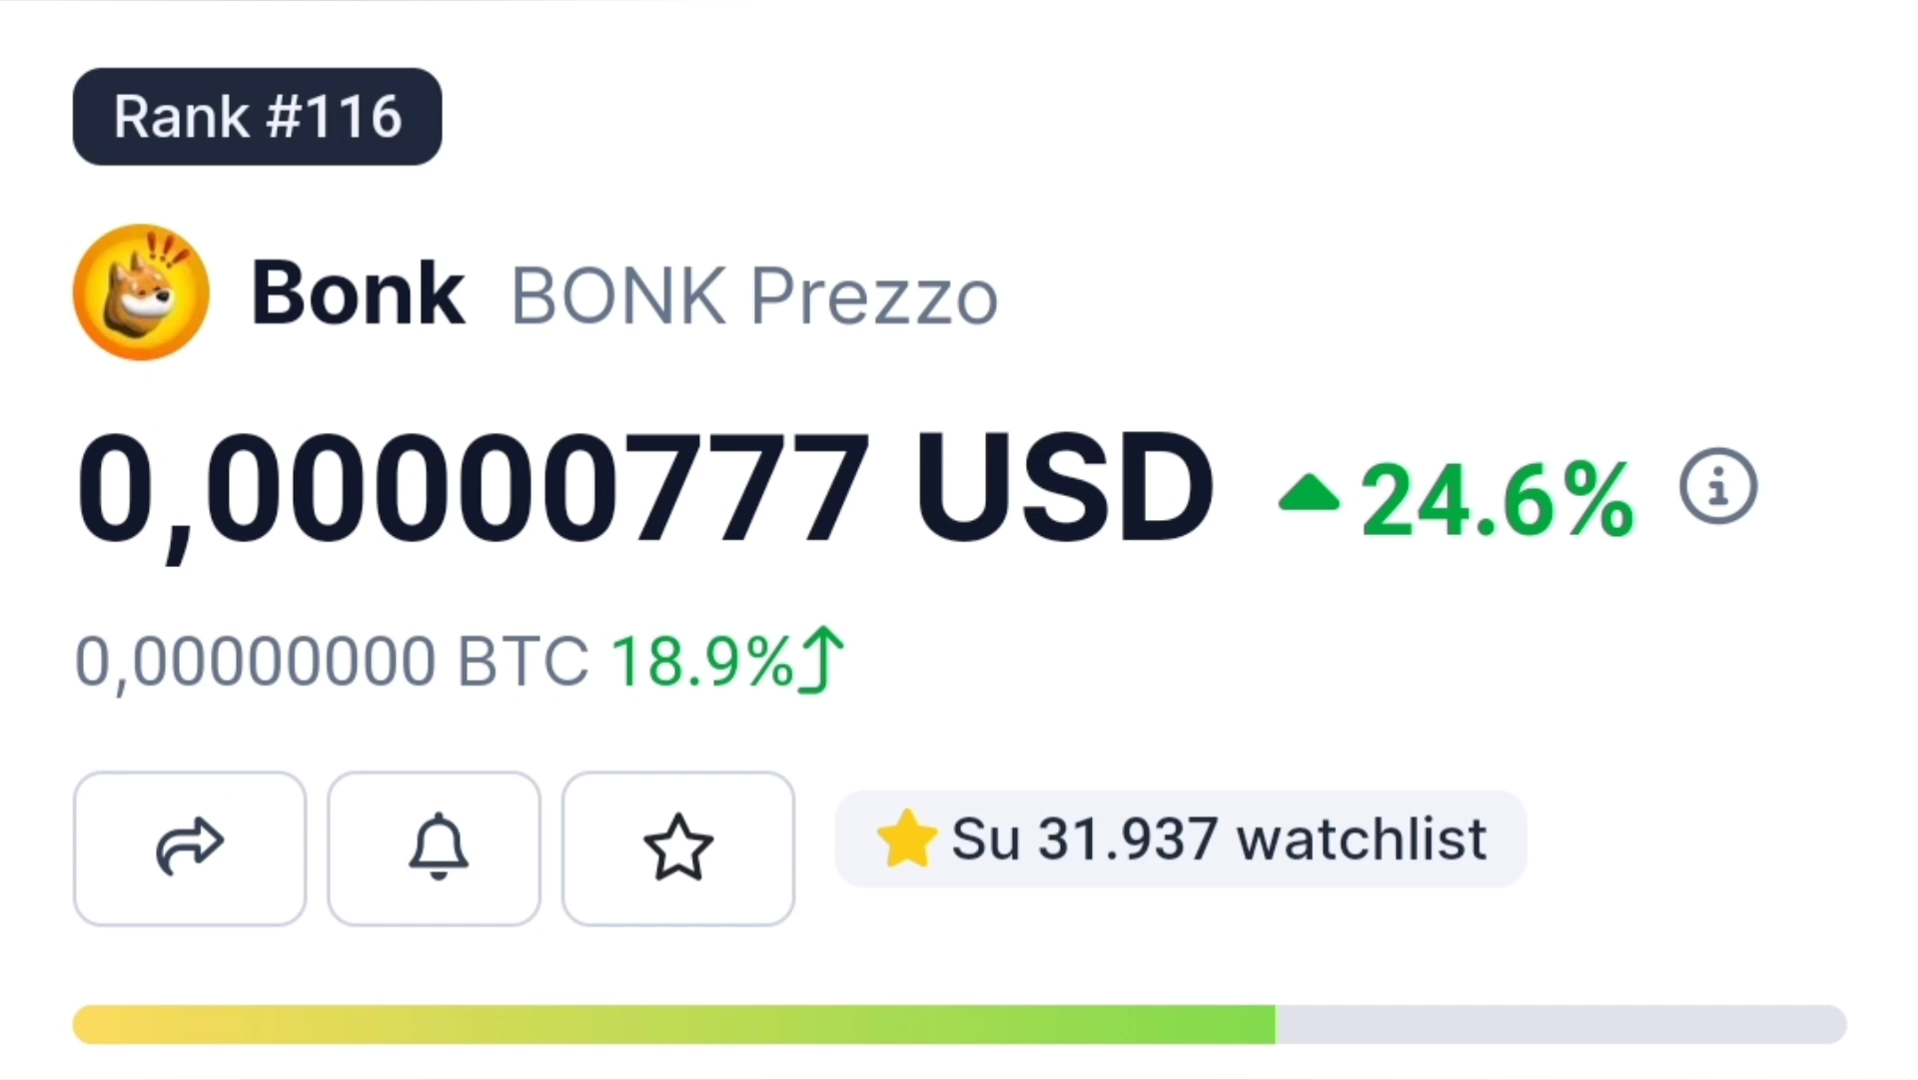 Rank #116
Bonk BONK Prezzo
0,00000777 USD 24.6%
0,00000000 BTC 18.9%
Su 31.937 watchlist